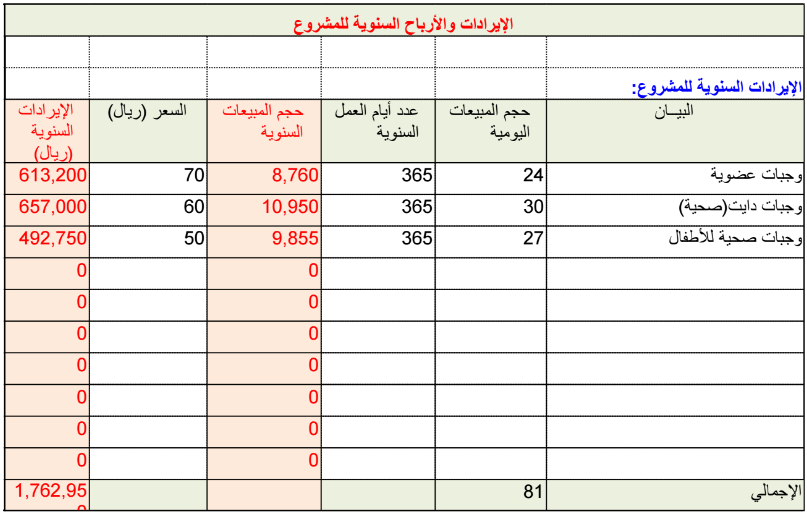 الإيرادات والأرباح السنوية للمشروع
الإيرادات السنوية للمشروع:
البيــان حجم المبيعات اليومية عدد أيام العمل السنوية حجم المبيعات السنوية السعر (ريال) الإيرادات السنوية (ريال)
وجبات عضوية 24 365 8,760 70 613,200
وجبات دايت(صحية) 30 365 10,950 60 657,000
وجبات صحية للأطفال 27 365 9,855 50 492,750
0 0
0 0
0 0
0 0
0 0
0 0
0 0
الإجمالي 81 1,762,950